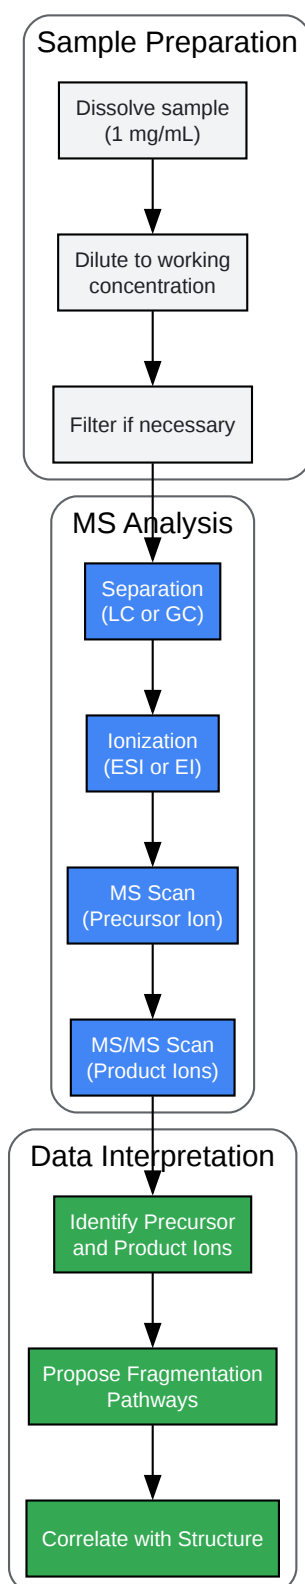 Sample Preparation
Dissolve sample
(1 mg/mL)
Dilute to working
concentration
Filter if necessary
MS Analysis
Separation
(LC or GC)
Ionization
(ESI or EI)
MS Scan
(Precursor Ion)
MS/MS Scan
(Product Ions)
Data Interpretation
Identify Precursor
and Product Ions
Propose Fragmentation
Pathways
Correlate with Structure